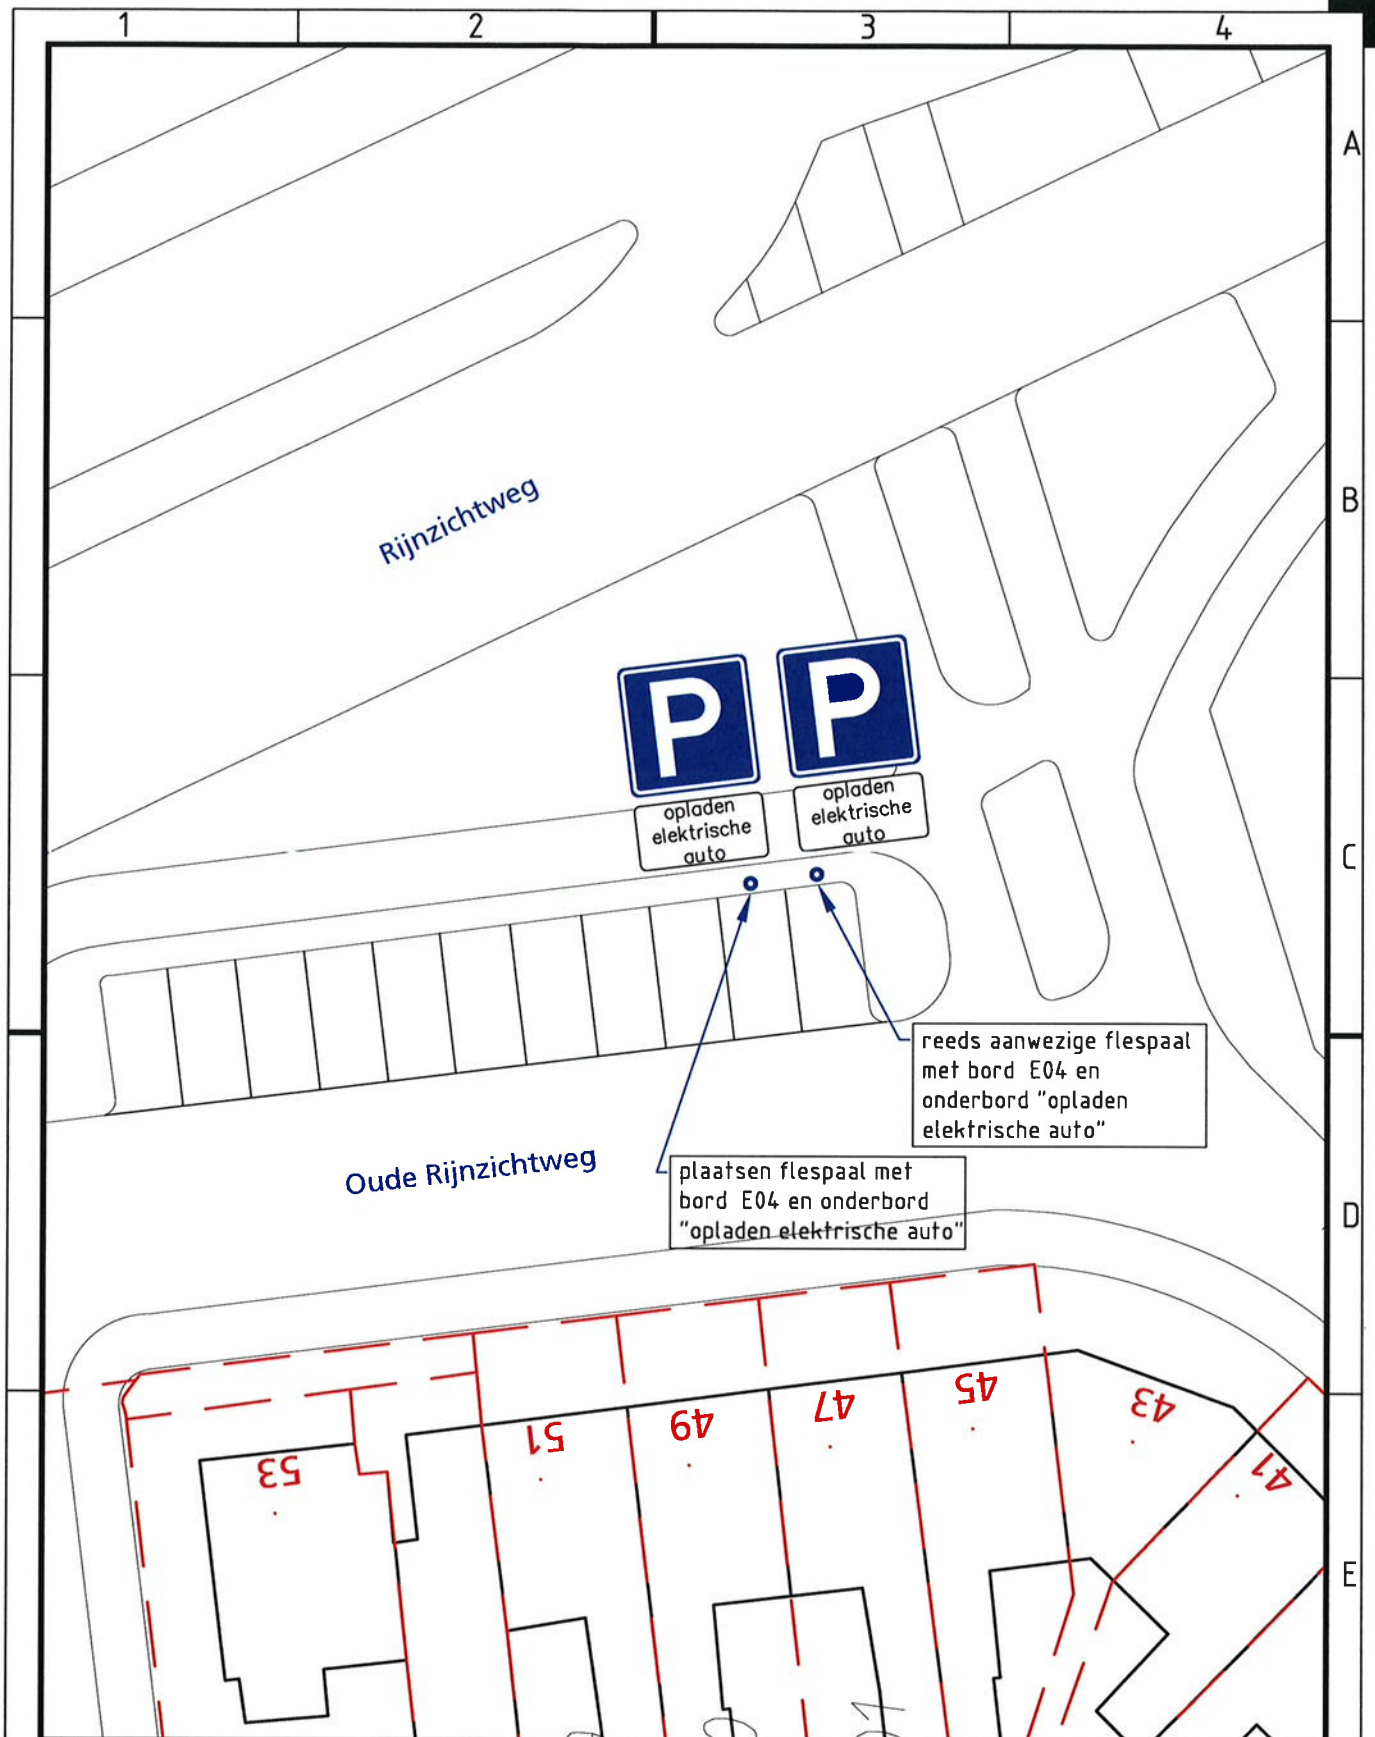 1 2 3 4
A
B
C
D
E
Rijnzichtweg
P
P
opladen
elektrische
auto
opladen
elektrische
auto
reeds aanwezige flespaal
met bord E04 en
onderbord "opladen
elektrische auto"
plaatsen flespaal met
bord E04 en onderbord
"opladen elektrische auto"
Oude Rijnzichtweg
53
51
49
47
45
43
41